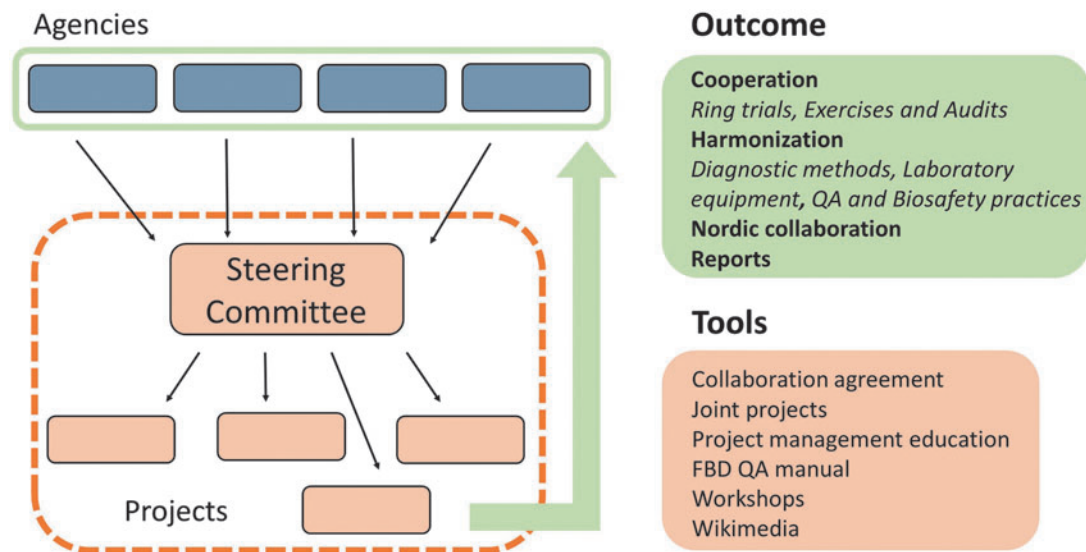 Agencies
Steering
Committee
Projects
Outcome
Cooperation
Ring trials, Exercises and Audits
Harmonization
Diagnostic methods, Laboratory
equipment, QA and Biosafety practices
Nordic collaboration
Reports
Tools
Collaboration agreement
Joint projects
Project management education
FBD QA manual
Workshops
Wikimedia